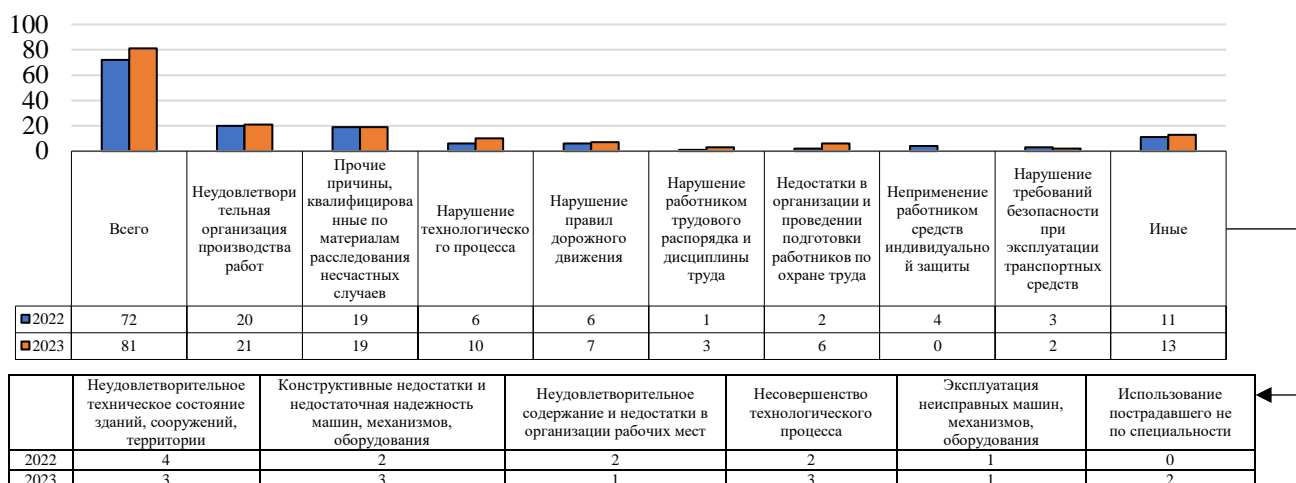 100
80
60
40
20
0
Всего
Неудовлетвори
тельная
организация
производства
работ
Прочие
причины,
квалифицирова
нные по
материалам
расследования
несчастных
случаев
Нарушение
технологическо
го процесса
Нарушение
правил
дорожного
движения
Нарушение
работником
трудового
распорядка и
дисциплины
труда
Недостатки в
организации и
проведении
подготовки
работников по
охране труда
Неприменение
работником
средств
индивидуально
й защиты
Нарушение
требований
безопасности
при
эксплуатации
транспортных
средств
Иные
2022 72 20 19 6 6 1 2 4 3 11
2023 81 21 19 10 7 3 6 0 2 13
Неудовлетворительное
техническое состояние
зданий, сооружений,
территории
Конструктивные недостатки и
недостаточная надежность
машин, механизмов,
оборудования
Неудовлетворительное
содержание и недостатки в
организации рабочих мест
Несовершенство
технологического
процесса
Эксплуатация
неисправных машин,
механизмов,
оборудования
Использование
пострадавшего не
по специальности
2022 4 2 2 2 1 0
2023 3 3 1 3 1 2